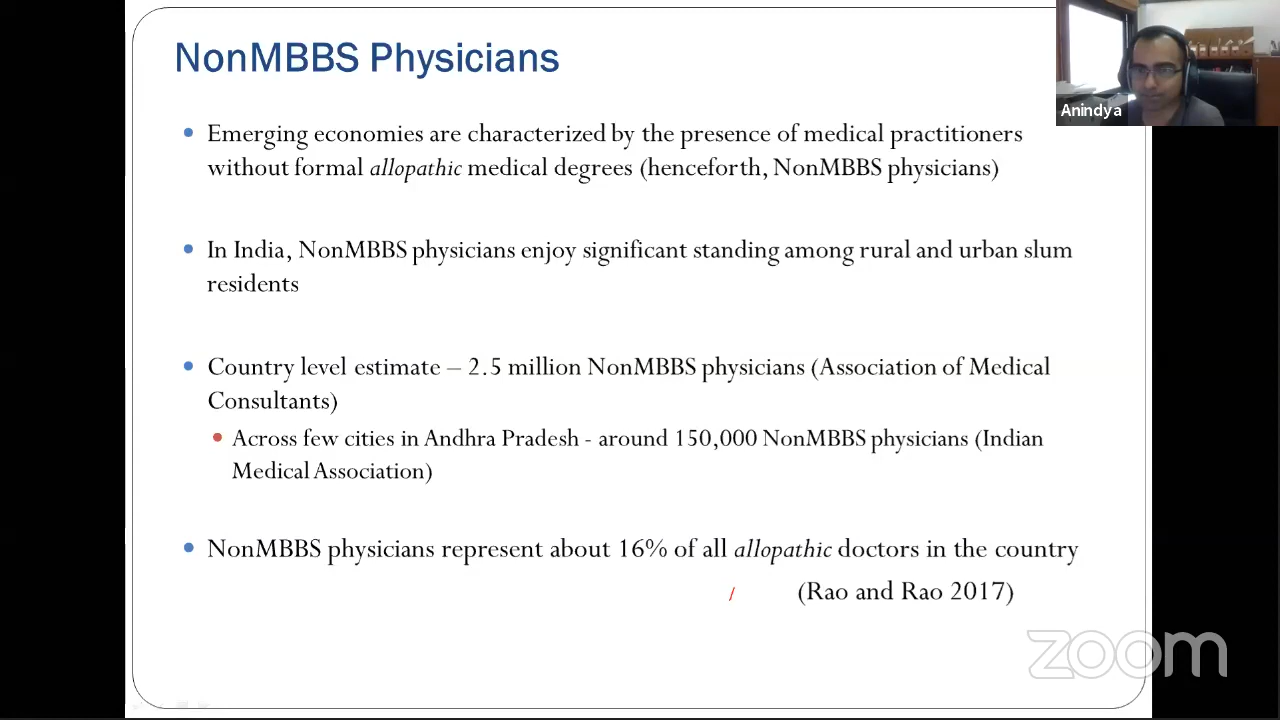 NonMBBS Physicians
Anindya
• Emerging economies are characterized by the presence of medical practitioners
without formal allopathic medical degrees (henceforth, NonMBBS physicians)
• In India, NonMBBS physicians enjoy significant standing among rural and urban slum
residents
• Country level estimate – 2.5 million NonMBBS physicians (Association of Medical
Consultants)
• Across few cities in Andhra Pradesh - around 150,000 NonMBBS physicians (Indian
Medical Association)
• NonMBBS physicians represent about 16% of all allopathic doctors in the country
(Rao and Rao 2017)
zoom